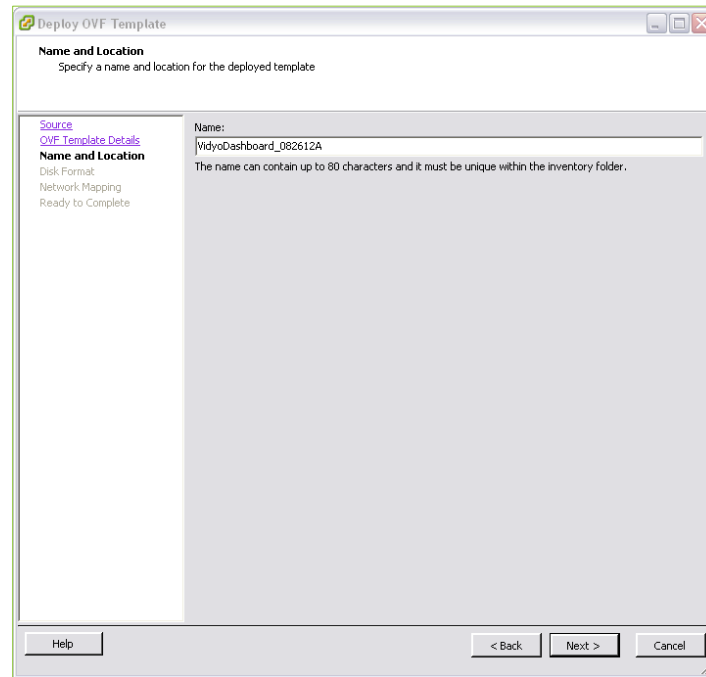 Deploy OVF Template
Name and Location
Specify a name and location for the deployed template
Source
OVF Template Details
Name and Location
Disk Format
Network Mapping
Ready to Complete
Name:
VidyoDashboard_082612A
The name can contain up to 80 characters and it must be unique within the inventory folder.
Help
< Back
Next >
Cancel